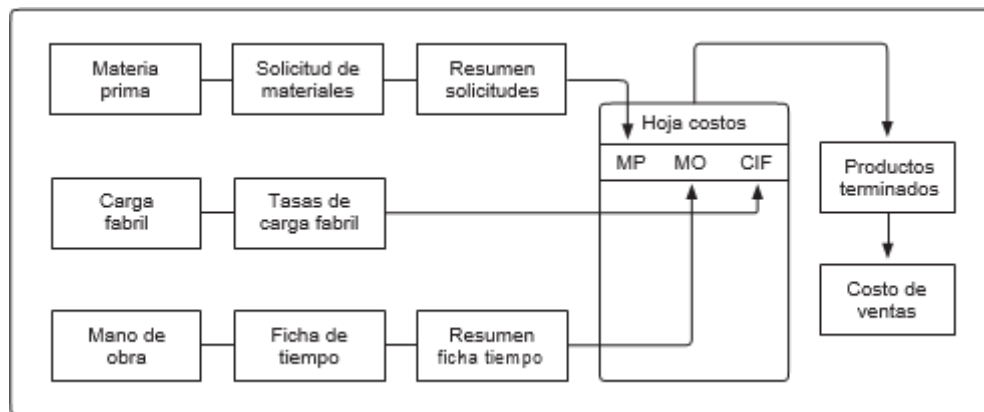 Materia
prima
Solicitud de
materiales
Resumen
solicitudes
Hoja costos
MP MO CIF
Productos
terminados
Carga
fabril
Tasas de
carga fabril
Costo de
ventas
Mano de
obra
Ficha de
tiempo
Resumen
ficha tiempo